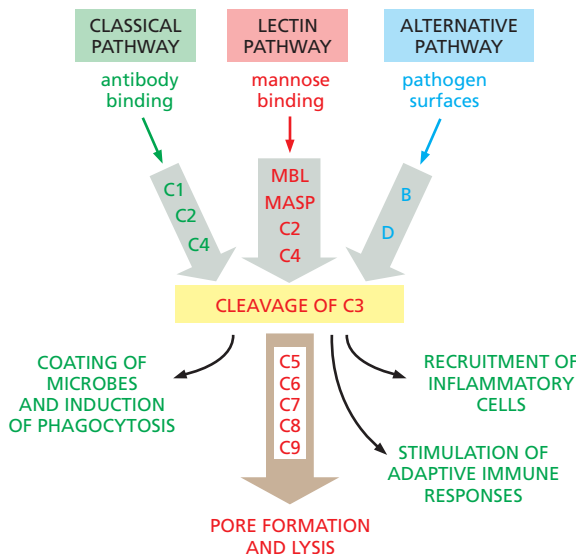 CLASSICAL
PATHWAY
LECTIN
PATHWAY
ALTERNATIVE
PATHWAY
antibody
binding
mannose
binding
pathogen
surfaces
C1
C2
C4
MBL
MASP
C2
C4
B
D
CLEAVAGE OF C3
COATING OF
MICROBES
AND INDUCTION
OF PHAGOCYTOSIS
C5
C6
C7
C8
C9
RECRUITMENT OF
INFLAMMATORY
CELLS
STIMULATION OF
ADAPTIVE IMMUNE
RESPONSES
PORE FORMATION
AND LYSIS